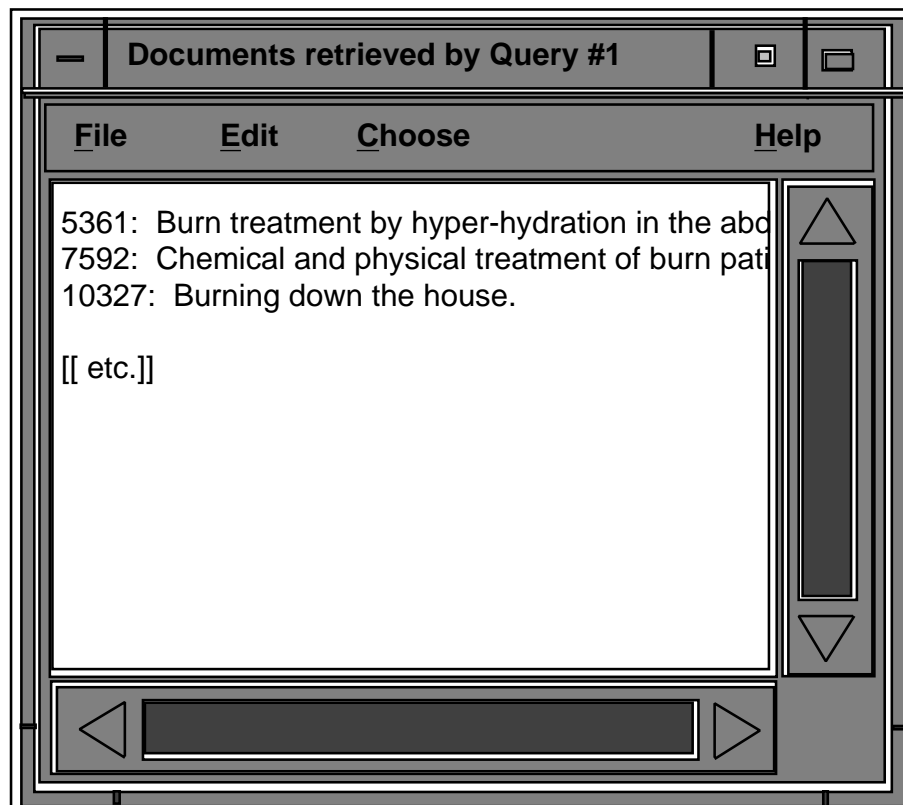 Documents retrieved by Query #1
File Edit Choose Help
5361: Burn treatment by hyper-hydration in the abd
7592: Chemical and physical treatment of burn pati
10327: Burning down the house.
[[ etc.]]